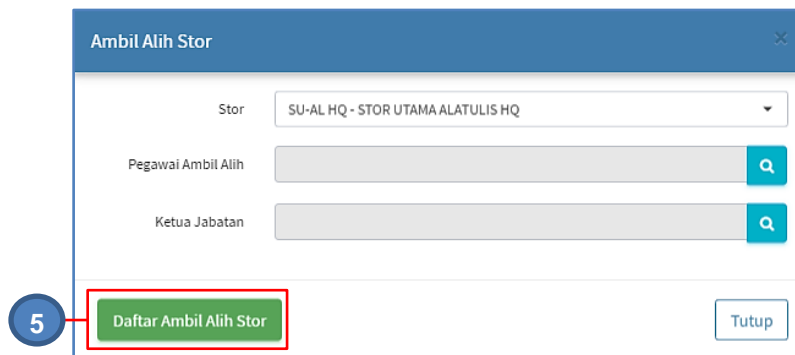 Ambil Alih Stor
×
Stor
SU-AL HQ - STOR UTAMA ALATULIS HQ
Pegawai Ambil Alih
Ketua Jabatan
5
Daftar Ambil Alih Stor
Tutup